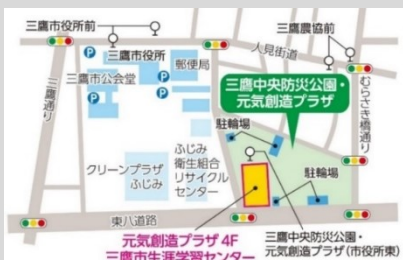 三鷹市役所前
三鷹農協前
人見街道
三鷹市役所
郵便局
P
P
P
P
三鷹市公会堂
三鷹通り
むらさき橋通り
三鷹中央防災公園・
元気創造プラザ
駐輪場
ふじみ
衛生組合
リサイクル
センター
クリーンプラザ
ふじみ
駐輪場
東八道路
元気創造プラザ 4F
三鷹市生涯学習センター
三鷹中央防災公園・
元気創造プラザ(市役所東)